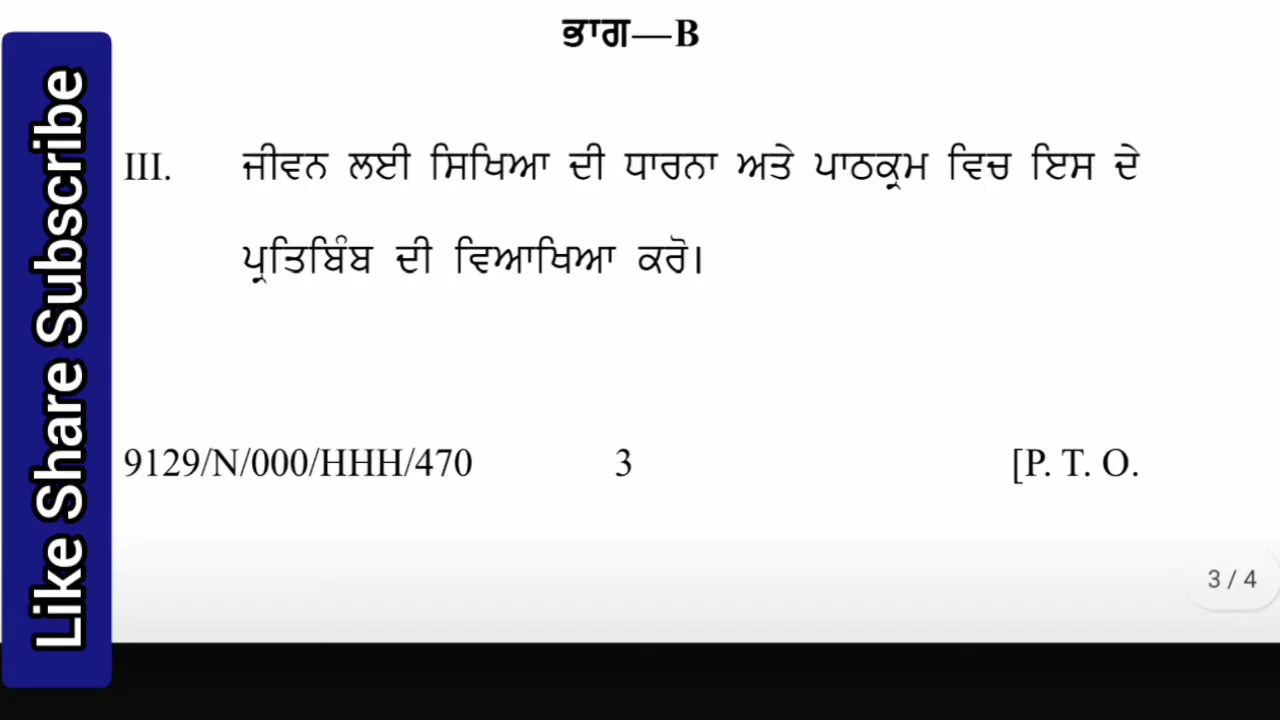 ਭਾਗ—B
III. ਜੀਵਨ ਲਈ ਸਿਖਿਆ ਦੀ ਧਾਰਨਾ ਅਤੇ ਪਾਠਕ੍ਰਮ ਵਿਚ ਇਸ ਦੇ
ਪ੍ਰਤਿਬਿੰਬ ਦੀ ਵਿਆਖਿਆ ਕਰੋ।
9129/N/000/HHH/470 3 [P. T. O.
3 / 4
Like Share Subscribe